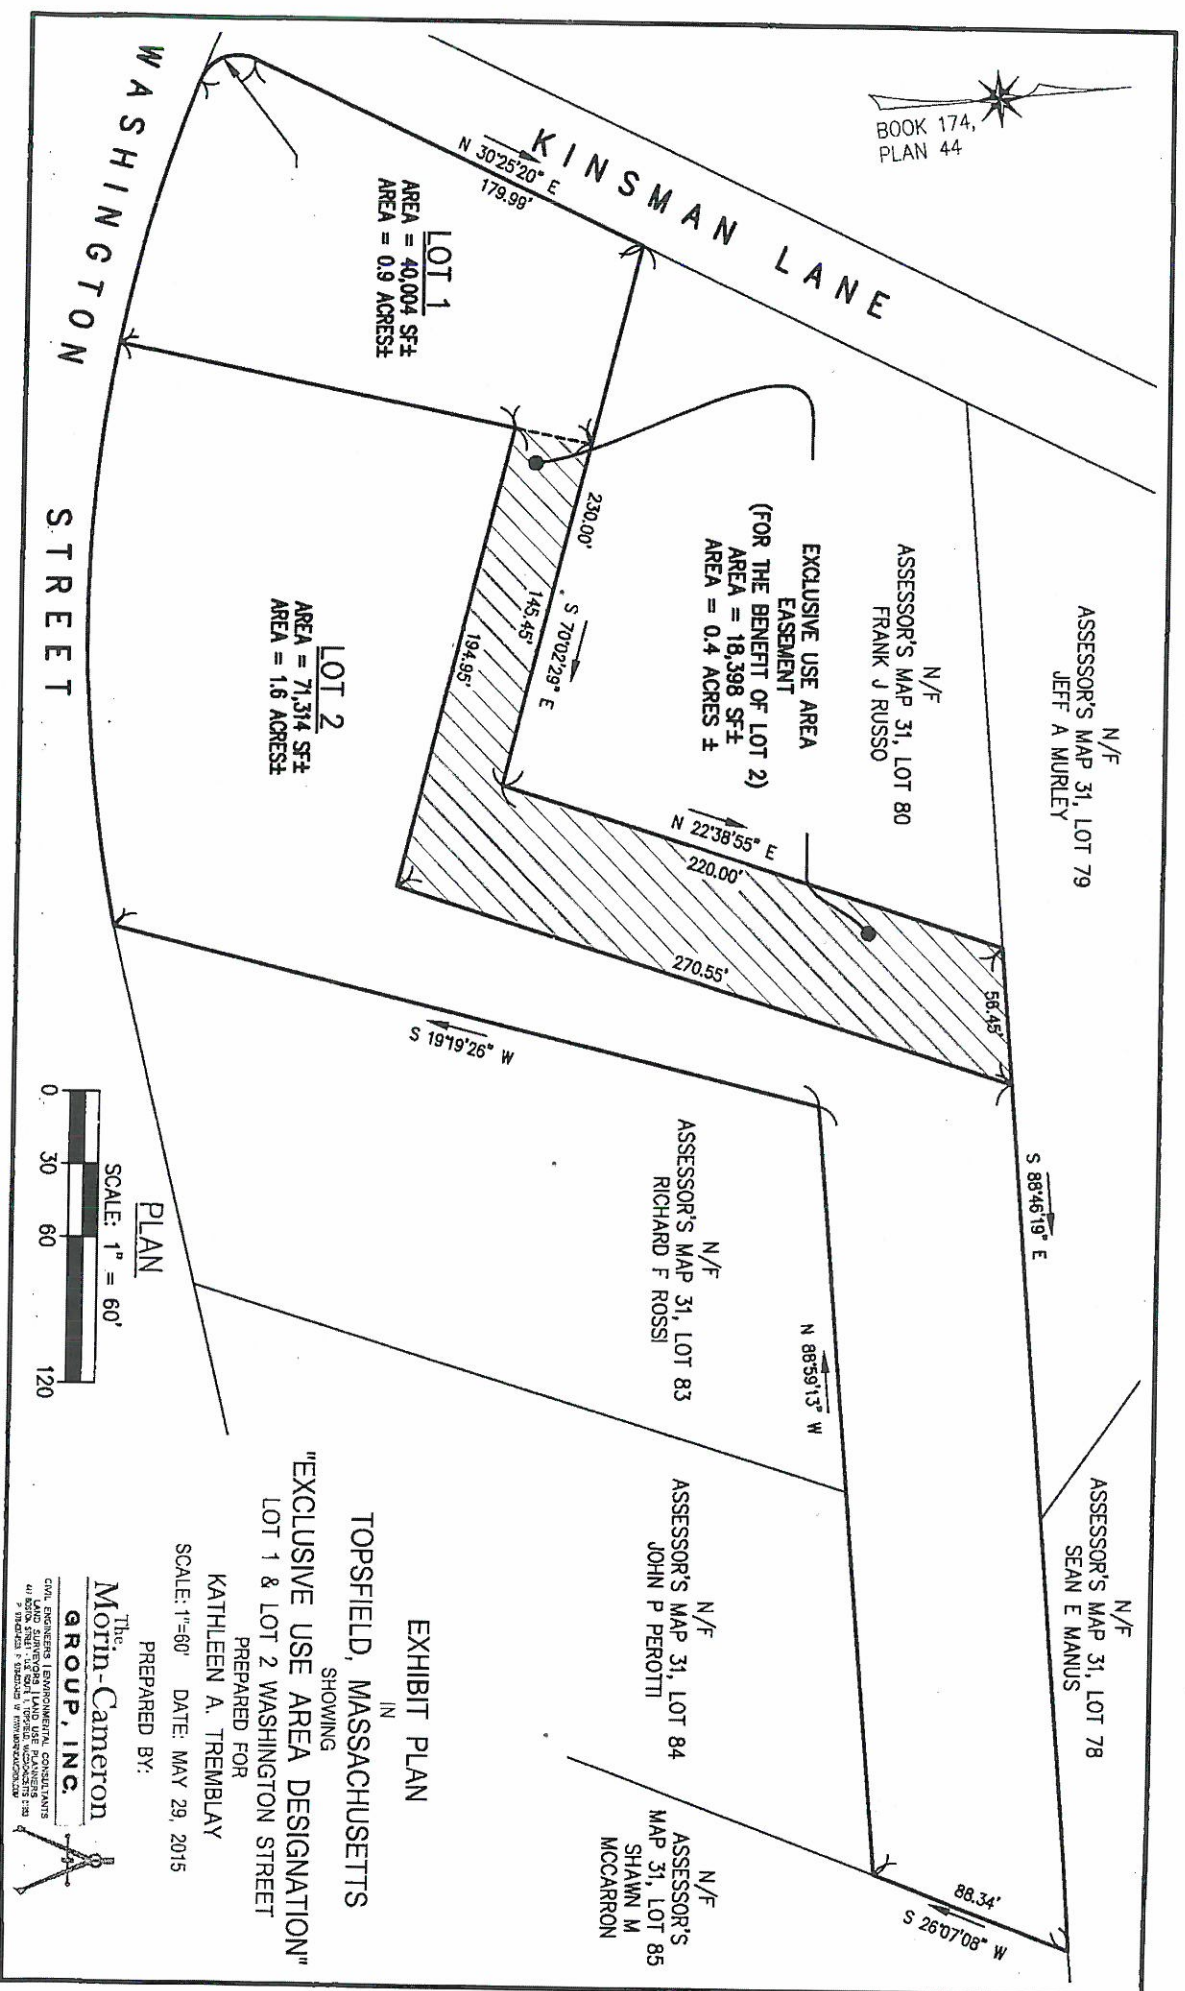 BOOK 174,
PLAN 44
KINSMAN LANE
N 30°25'20" E
179.99'
WASHINGTON STREET
LOT 1
AREA = 40,004 SF±
AREA = 0.9 ACRES±
N/F
ASSESSOR'S MAP 31, LOT 79
JEFF A MURLEY
N/F
ASSESSOR'S MAP 31, LOT 80
FRANK J RUSSO
EXCLUSIVE USE AREA
EASEMENT
(FOR THE BENEFIT OF LOT 2)
AREA = 18,398 SF±
AREA = 0.4 ACRES ±
230.00'
S 70°02'29" E
145.45'
194.95'
LOT 2
AREA = 71,314 SF±
AREA = 1.6 ACRES±
N 22°38'55" E
220.00'
270.55'
56.45'
S 19°19'26" W
S 88°46'19" E
N/F
ASSESSOR'S MAP 31, LOT 83
RICHARD F ROSSI
N 88°59'13" W
N/F
ASSESSOR'S MAP 31, LOT 78
SEAN E MANUS
N/F
ASSESSOR'S MAP 31, LOT 84
JOHN P PEROTTI
N/F
ASSESSOR'S
MAP 31, LOT 85
SHAWN M
MCCARRON
88.34'
S 26°07'08" W
PLAN
SCALE: 1" = 60'
0 30 60 120
EXHIBIT PLAN
IN
TOPSFIELD, MASSACHUSETTS
SHOWING
"EXCLUSIVE USE AREA DESIGNATION"
LOT 1 & LOT 2 WASHINGTON STREET
PREPARED FOR
KATHLEEN A. TREMBLAY
SCALE: 1"=60' DATE: MAY 29, 2015
PREPARED BY:
The
Morin-Cameron
GROUP, INC.
CIVIL ENGINEERS | ENVIRONMENTAL CONSULTANTS
LAND SURVEYORS | LAND USE PLANNERS